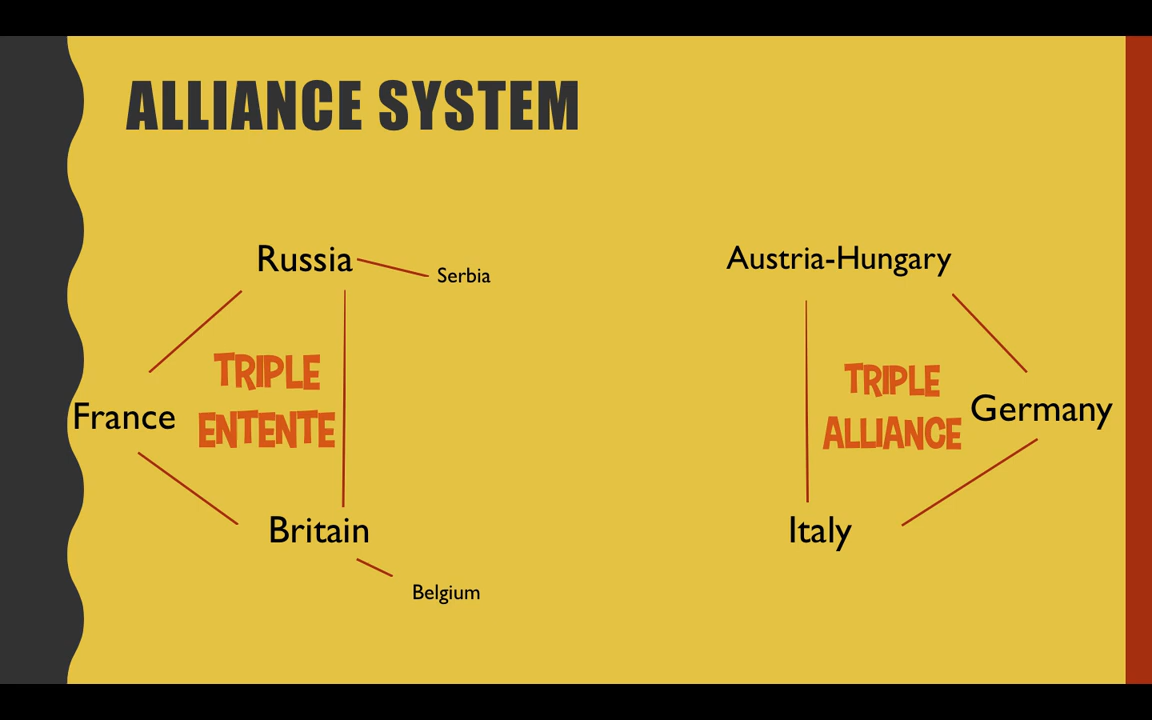 ALLIANCE SYSTEM
Russia
Serbia
TRIPLE
ENTENTE
France
Britain
Belgium
Austria-Hungary
TRIPLE
ALLIANCE
Germany
Italy